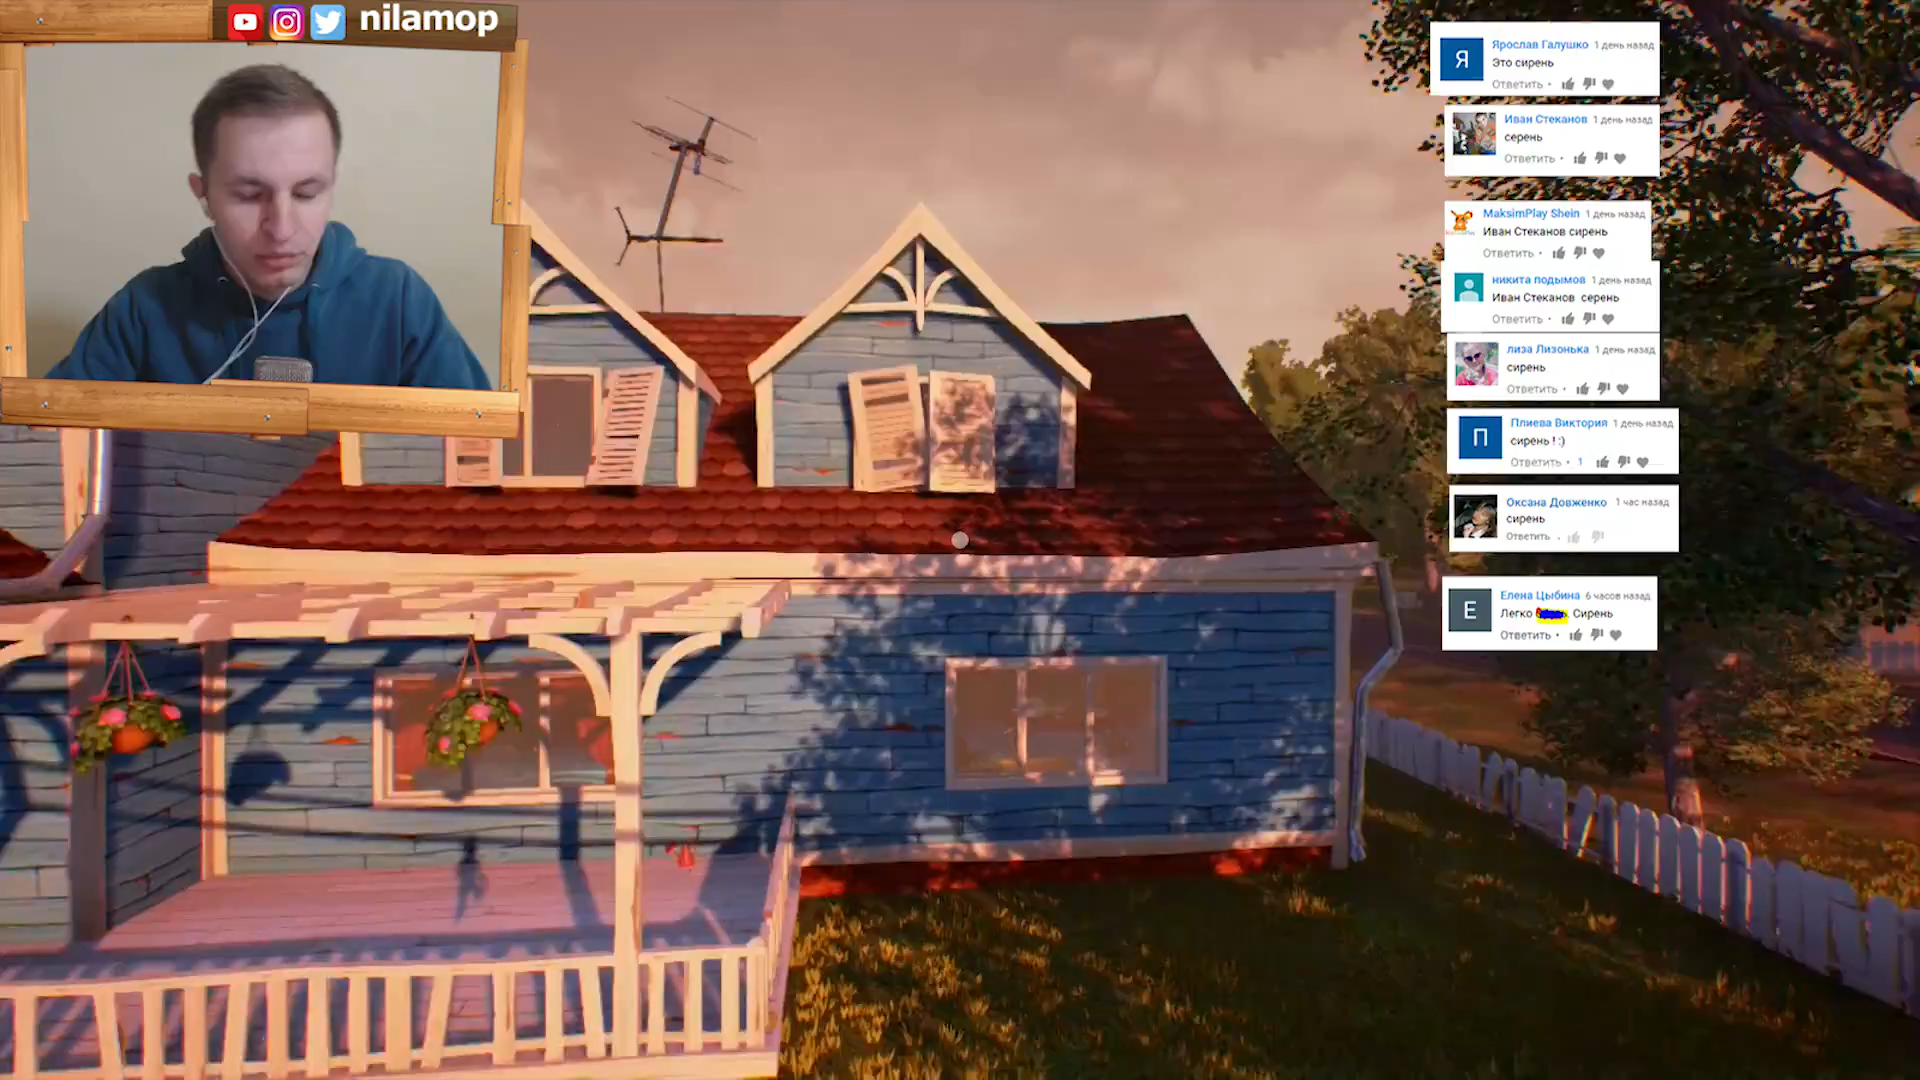 nilamop
Я
Ярослав Галушко 1 день назад
Это сирень
Ответить
Иван Стеканов 1 день назад
серень
Ответить
MaksimPlay Shein 1 день назад
Иван Стеканов сирень
Ответить
никита подымов 1 день назад
Иван Стеканов серень
Ответить
лиза Лизонька 1 день назад
сирень
Ответить
П
Плиева Виктория 1 день назад
сирень ! :)
Ответить 1
Оксана Довженко 1 час назад
сирень
Ответить
Е
Елена Цыбина 6 часов назад
Легко Сирень
Ответить